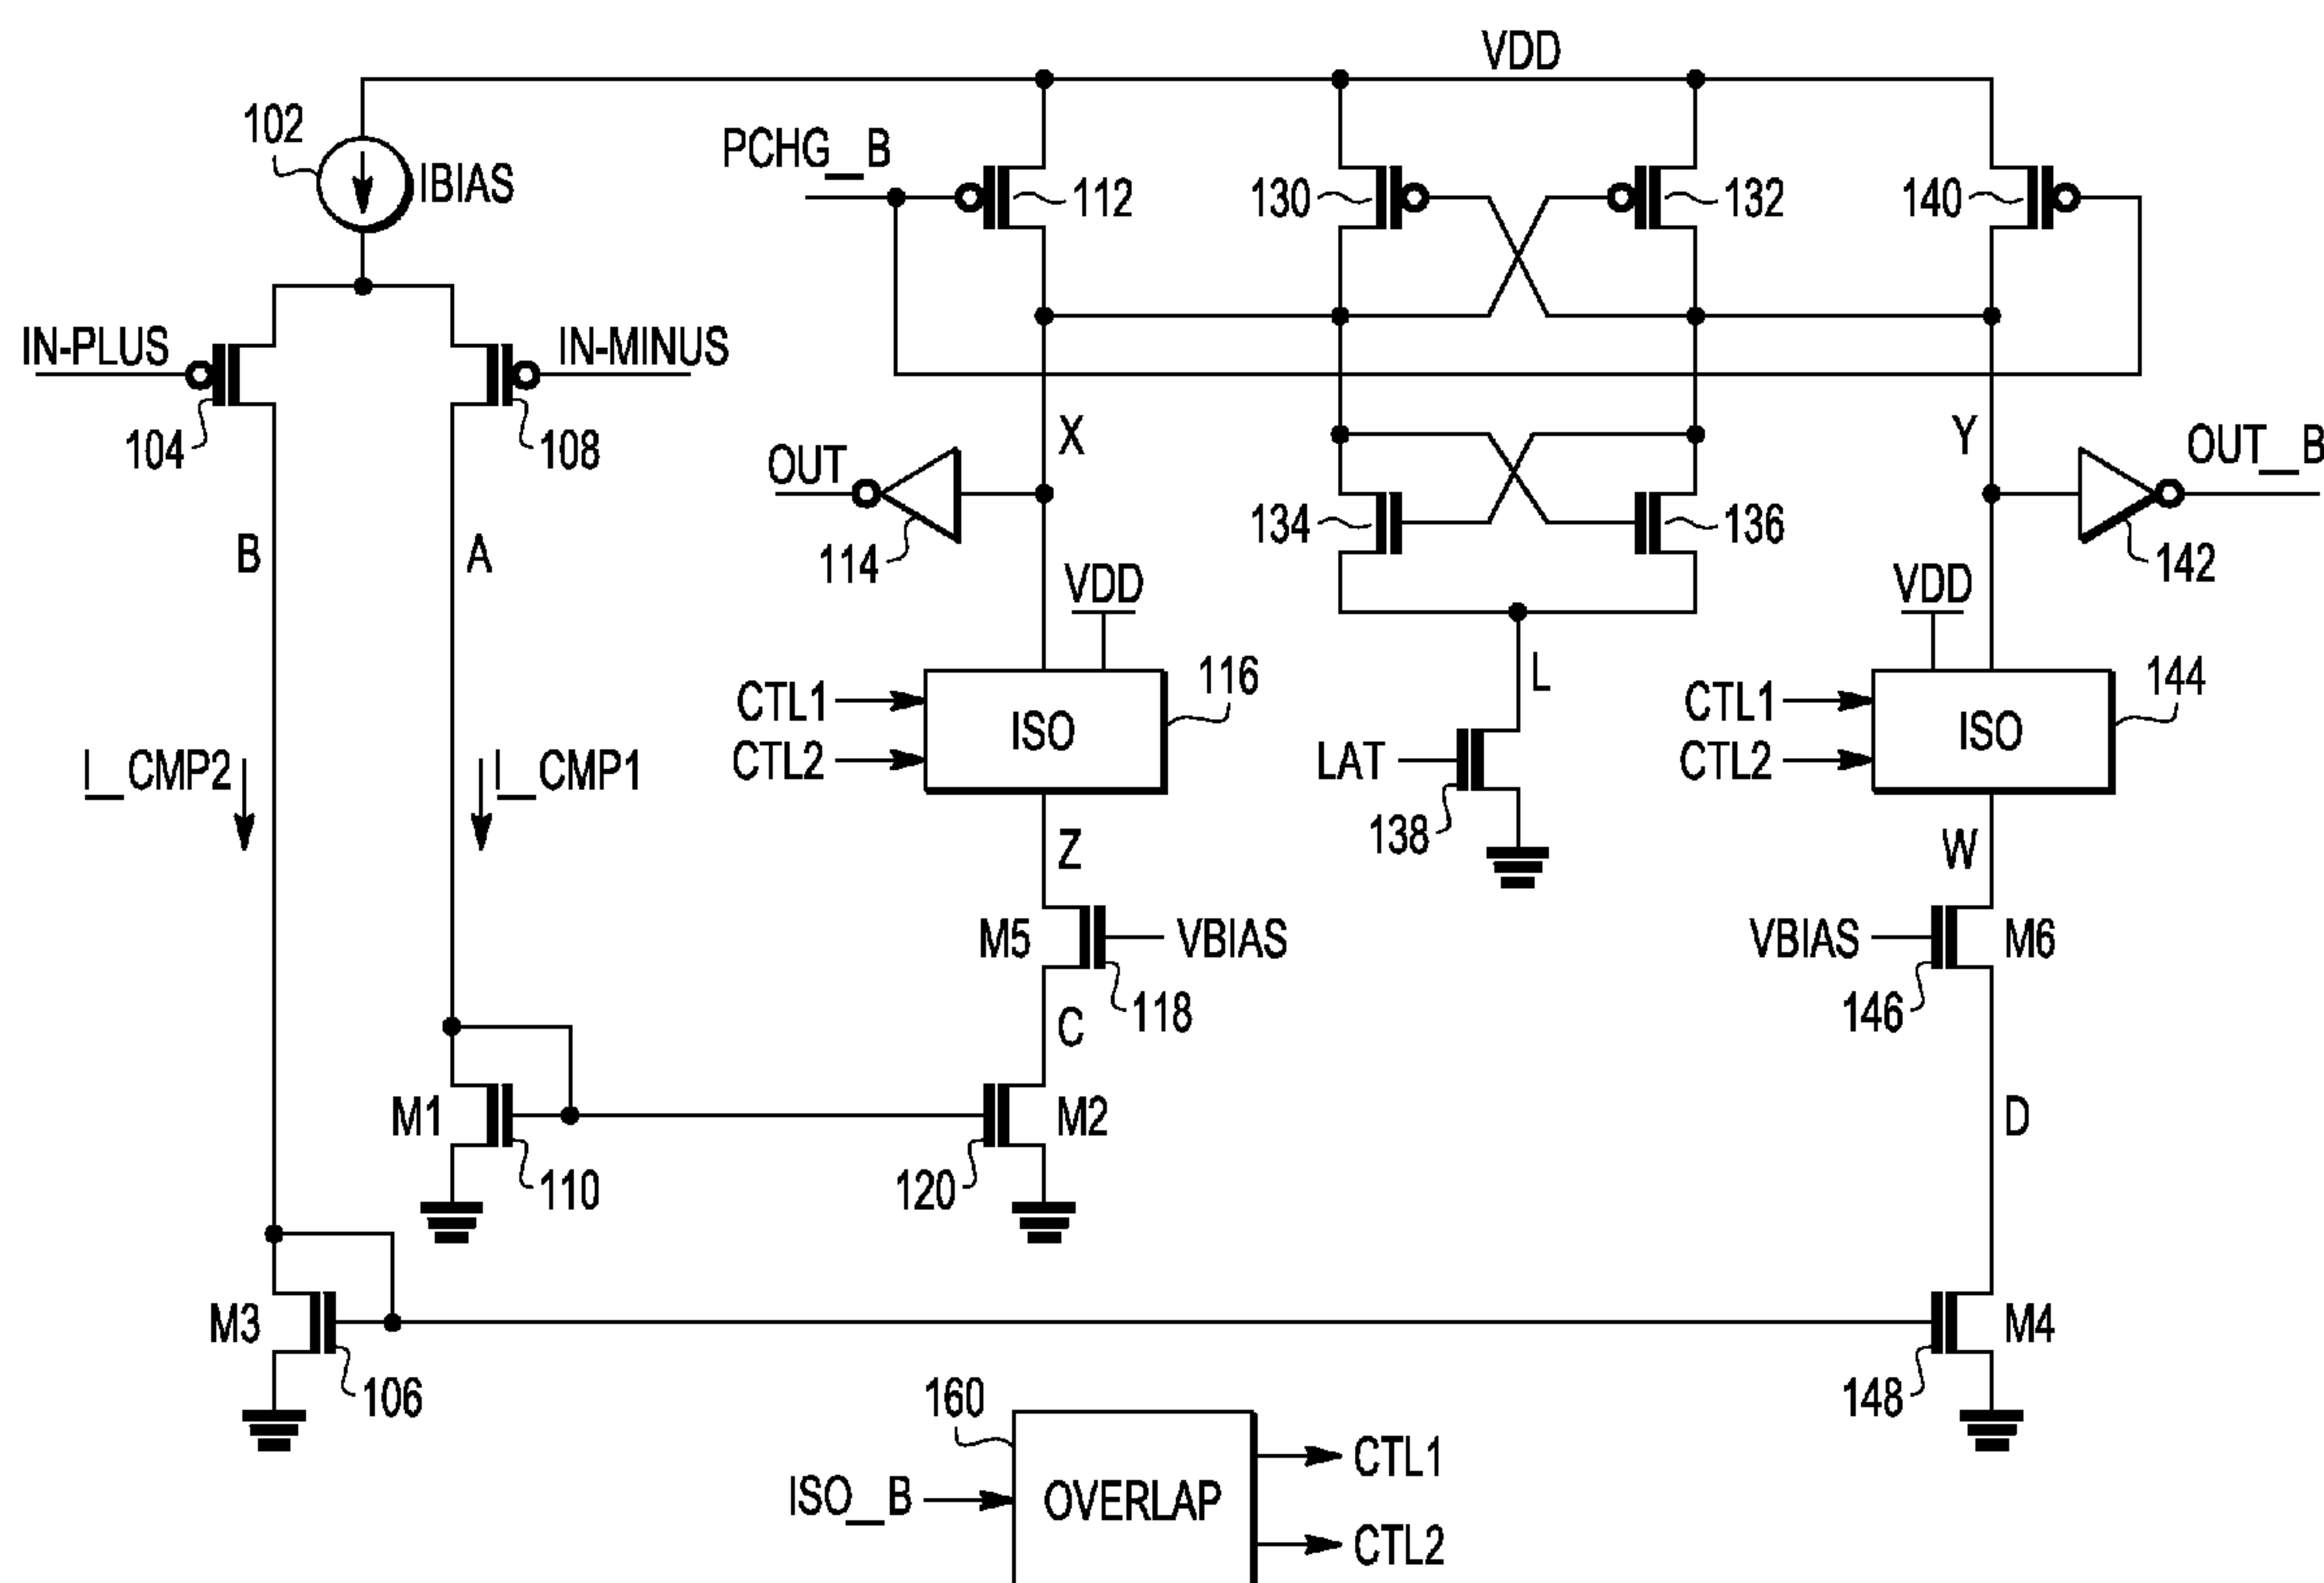 VDD
102
IBIAS
PCHG_B
112
130
132
140
IN-PLUS
IN-MINUS
104
108
X
Y
OUT
OUT_B
114
134
136
142
B
A
VDD
VDD
L
CTL1
CTL2
ISO
116
LAT
138
CTL1
CTL2
ISO
144
I_CMP2
I_CMP1
Z
W
M5
VBIAS
118
VBIAS
M6
146
C
D
M1
110
M2
120
M3
106
M4
148
160
ISO_B
OVERLAP
CTL1
CTL2